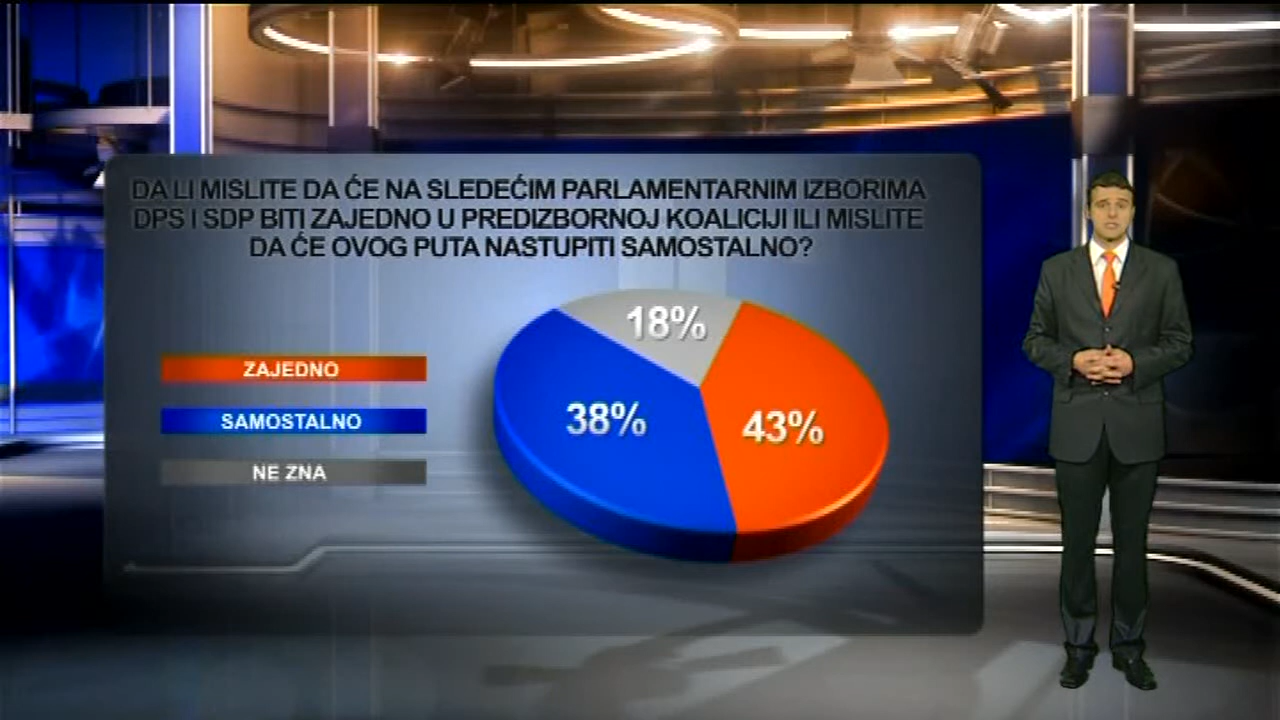 DA LI MISLITE DA ĆE NA SLEDEĆIM PARLAMENTARNIM IZBORIMA
DPS I SDP BITI ZAJEDNO U PREDIZBORNOJ KOALICIJI ILI MISLITE
DA ĆE OVOG PUTA NASTUPITI SAMOSTALNO?
18%
ZAJEDNO
SAMOSTALNO
38%
43%
NE ZNA